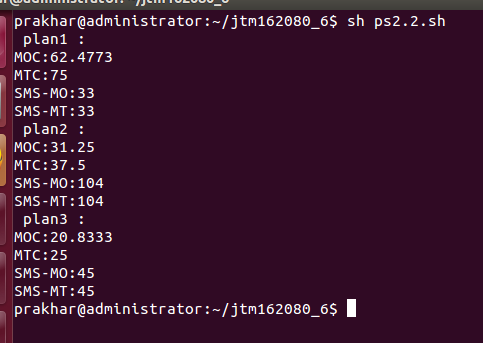 prakhar@administrator:~/jtm162080_6$ sh ps2.2.sh
plan1 :
MOC:62.4773
MTC:75
SMS-MO:33
SMS-MT:33
plan2 :
MOC:31.25
MTC:37.5
SMS-MO:104
SMS-MT:104
plan3 :
MOC:20.8333
MTC:25
SMS-MO:45
SMS-MT:45
prakhar@administrator:~/jtm162080_6$